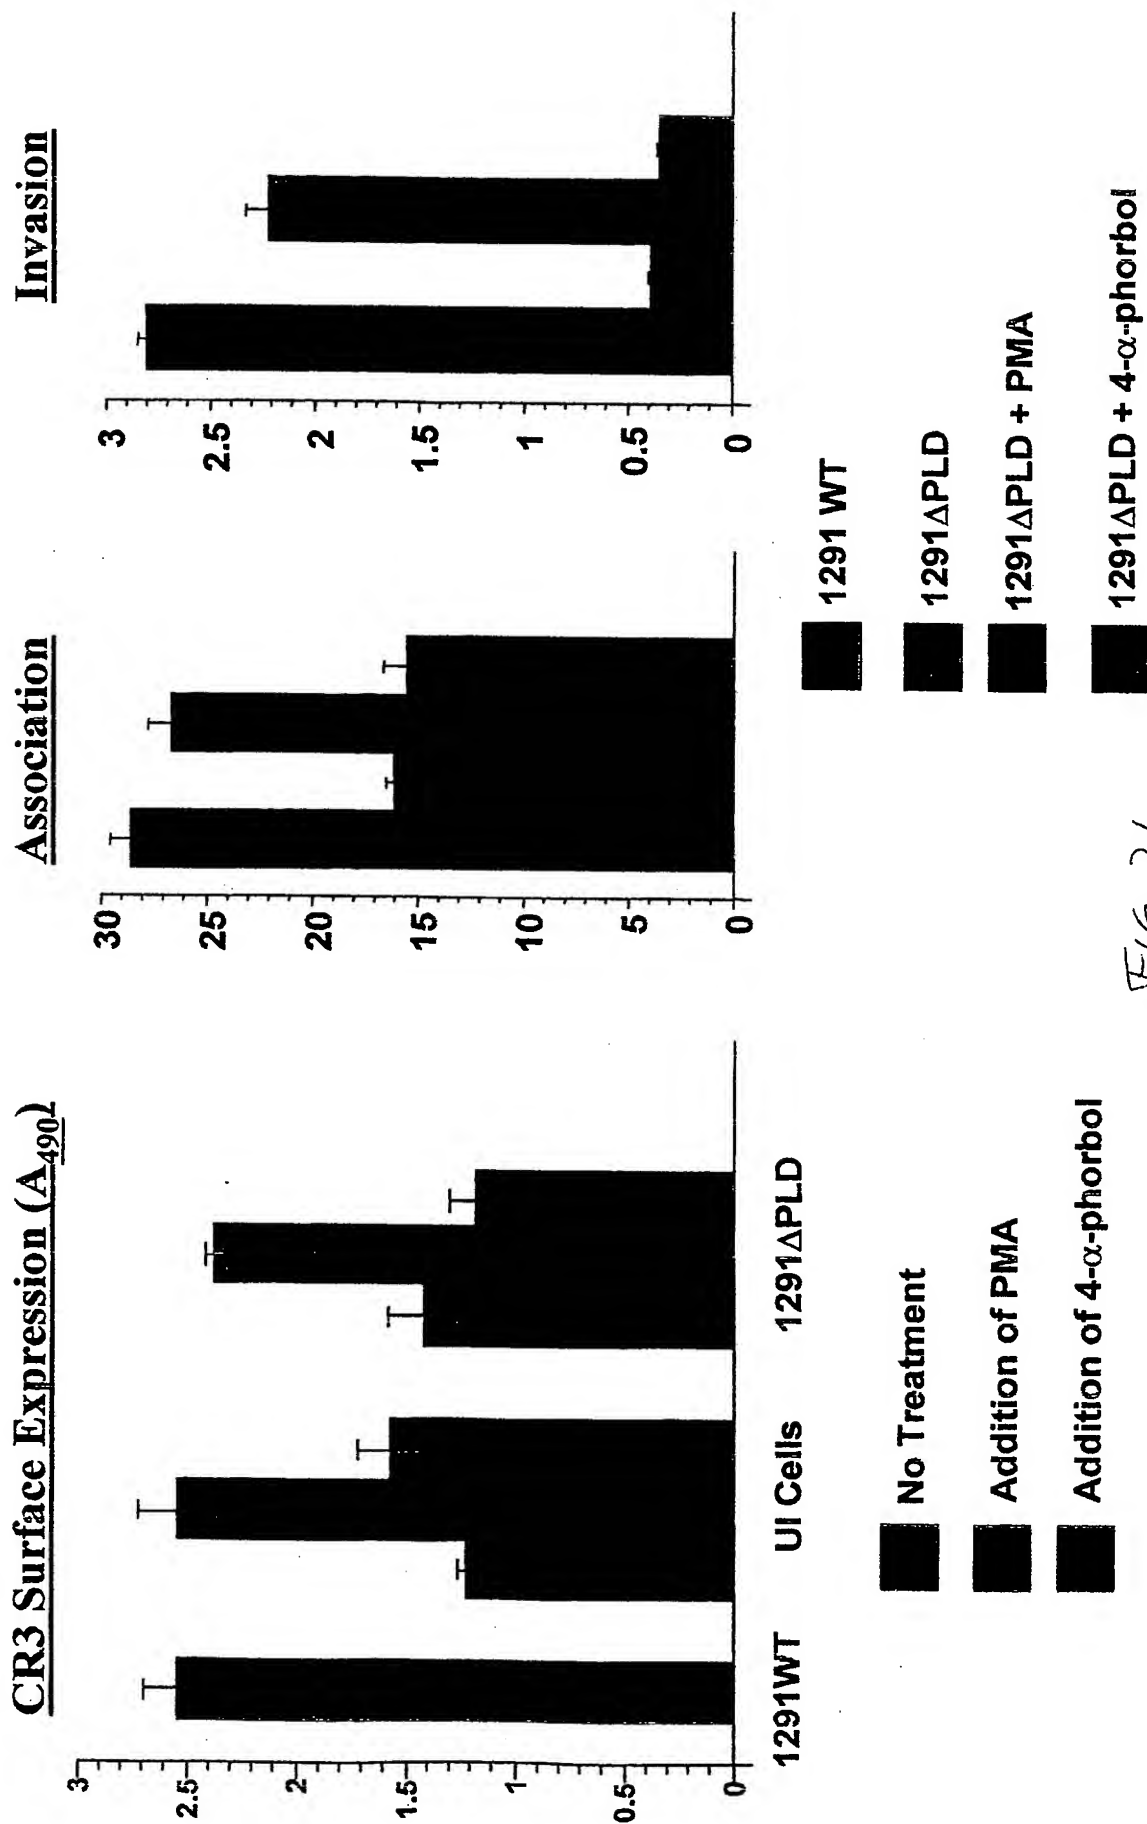 CR3 Surface Expression (A490)
3
2.5
2
1.5
1
0.5
0
1291WT
UI Cells
1291ΔPLD
No Treatment
Addition of PMA
Addition of 4-α-phorbol
Association
30
25
20
15
10
5
0
Invasion
3
2.5
2
1.5
1
0.5
0
1291 WT
1291ΔPLD
1291ΔPLD + PMA
1291ΔPLD + 4-α-phorbol